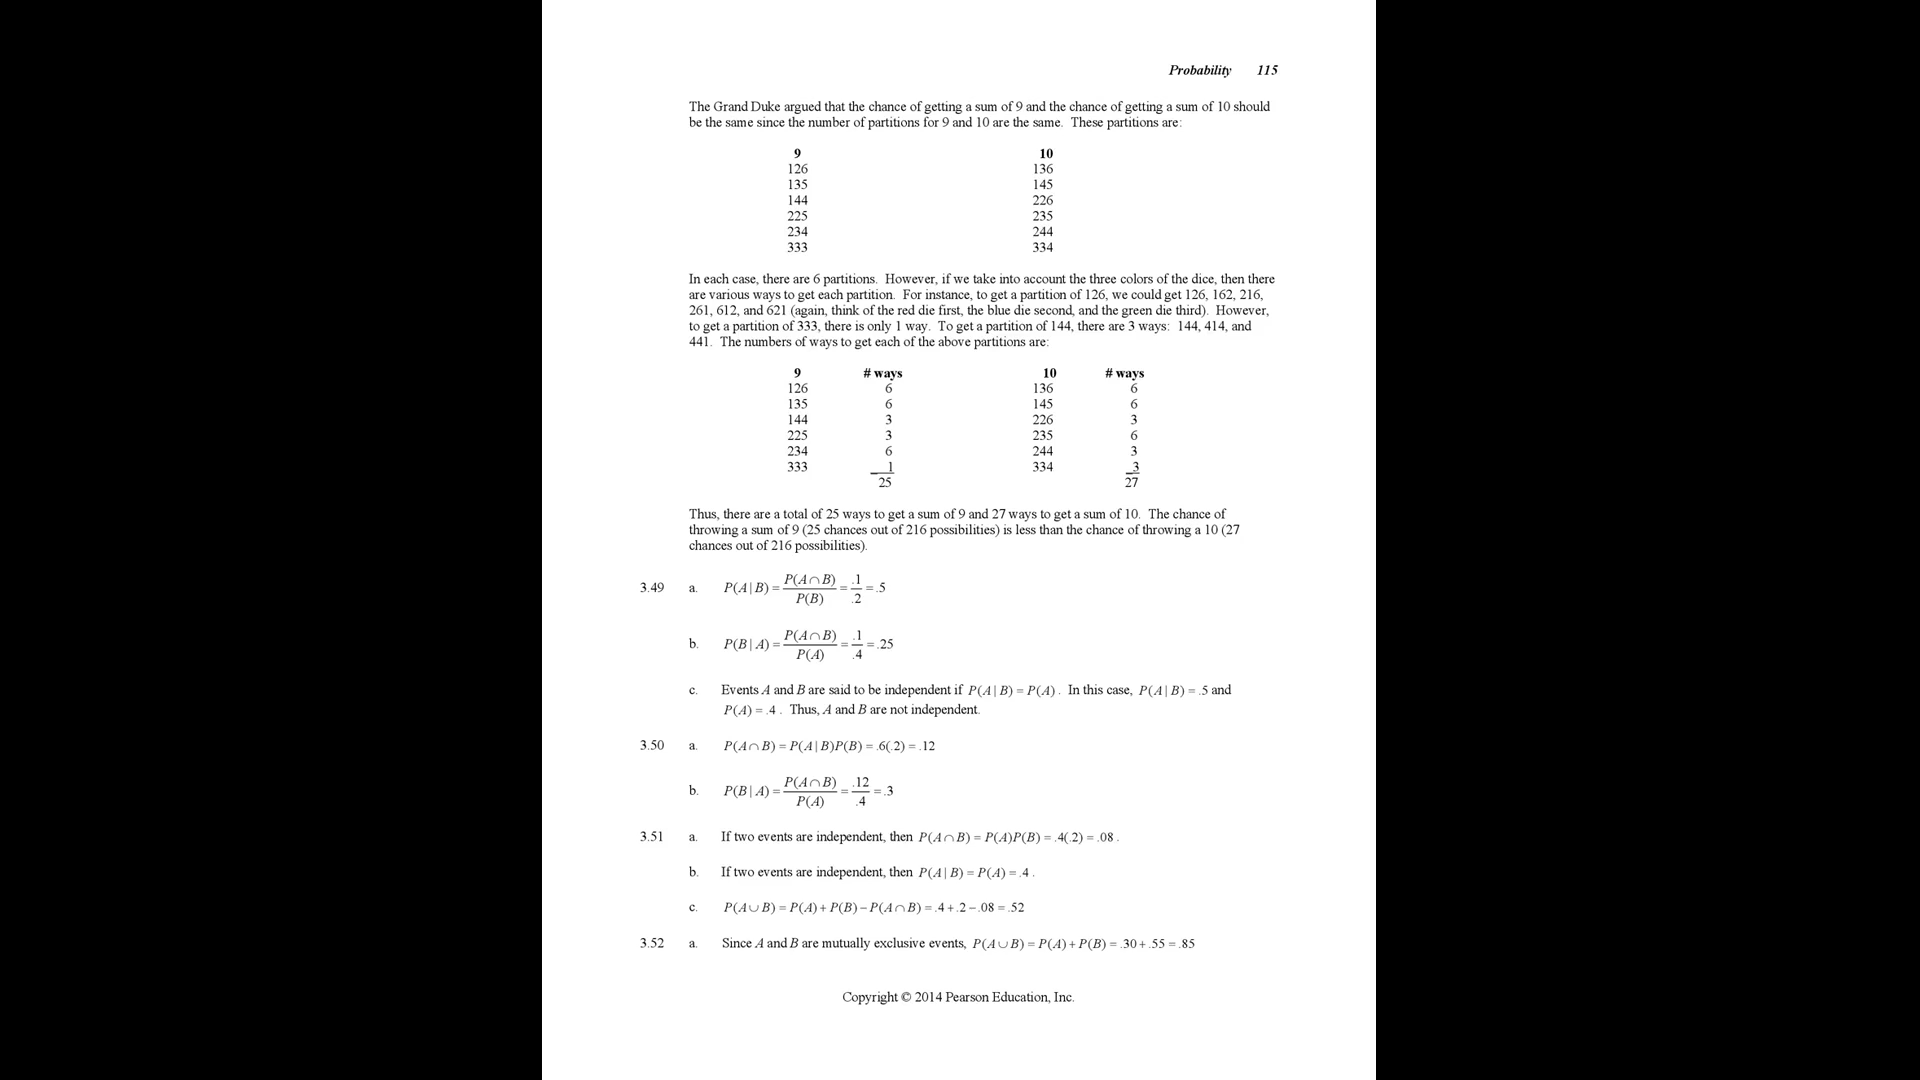 Probability 115
The Grand Duke argued that the chance of getting a sum of 9 and the chance of getting a sum of 10 should
be the same since the number of partitions for 9 and 10 are the same. These partitions are:
9 10
126 136
135 145
144 226
225 235
234 244
333 334
In each case, there are 6 partitions. However, if we take into account the three colors of the dice, then there
are various ways to get each partition. For instance, to get a partition of 126, we could get 126, 162, 216,
261, 612, and 621 (again, think of the red die first, the blue die second, and the green die third). However,
to get a partition of 333, there is only 1 way. To get a partition of 144, there are 3 ways: 144, 414, and
441. The numbers of ways to get each of the above partitions are:
9 # ways 10 # ways
126 6 136 6
135 6 145 6
144 3 226 3
225 3 235 6
234 6 244 3
333 1 334 3
25 27
Thus, there are a total of 25 ways to get a sum of 9 and 27 ways to get a sum of 10. The chance of
throwing a sum of 9 (25 chances out of 216 possibilities) is less than the chance of throwing a 10 (27
chances out of 216 possibilities).
3.49 a. P(A | B) = P(A ∩ B) / P(B) = .1 / .2 = .5
b. P(B | A) = P(A ∩ B) / P(A) = .1 / .4 = .25
c. Events A and B are said to be independent if P(A | B) = P(A). In this case, P(A | B) = .5 and
P(A) = .4. Thus, A and B are not independent.
3.50 a. P(A ∩ B) = P(A | B)P(B) = .6(.2) = .12
b. P(B | A) = P(A ∩ B) / P(A) = .12 / .4 = .3
3.51 a. If two events are independent, then P(A ∩ B) = P(A)P(B) = .4(.2) = .08.
b. If two events are independent, then P(A | B) = P(A) = .4.
c. P(A ∪ B) = P(A) + P(B) − P(A ∩ B) = .4 + .2 − .08 = .52
3.52 a. Since A and B are mutually exclusive events, P(A ∪ B) = P(A) + P(B) = .30 + .55 = .85
Copyright © 2014 Pearson Education, Inc.